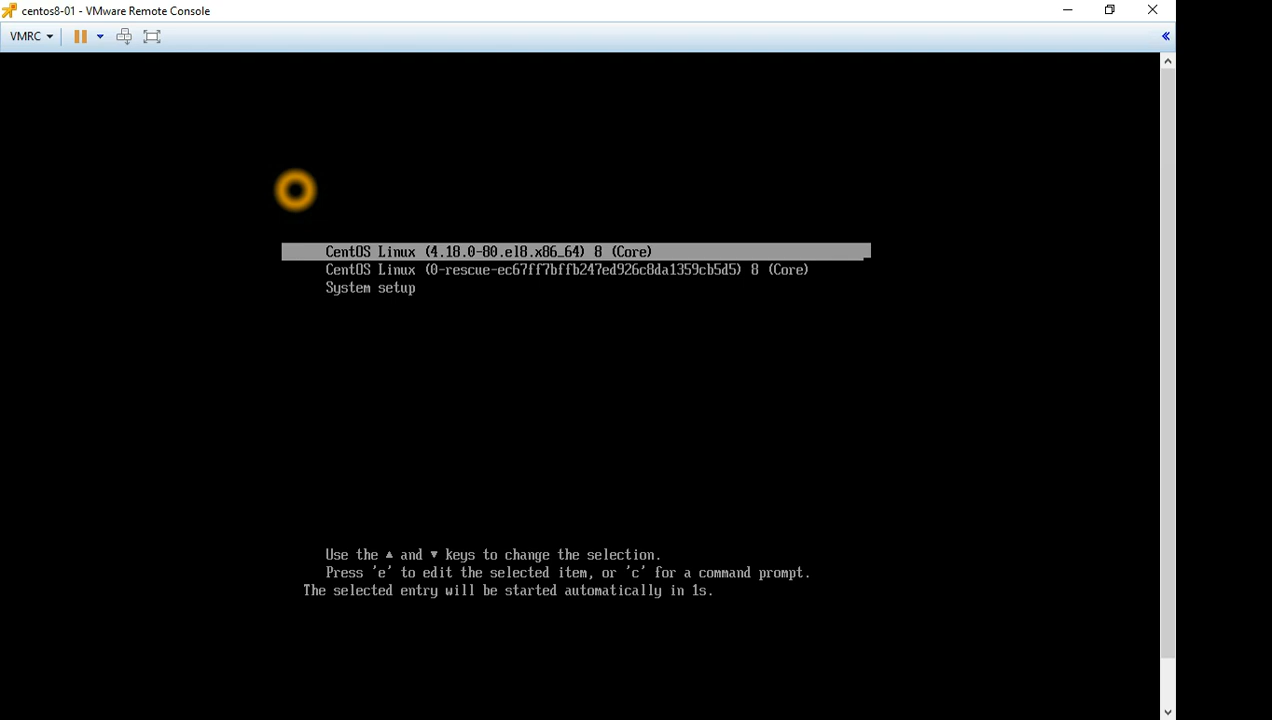 centos8-01 - VMware Remote Console
VMRC
CentOS Linux (4.18.0-80.el8.x86_64) 8 (Core)
CentOS Linux (0-rescue-ec67ff7bffb247ed926c8da1359cb5d5) 8 (Core)
System setup
Use the ▲ and ▼ keys to change the selection.
Press 'e' to edit the selected item, or 'c' for a command prompt.
The selected entry will be started automatically in 1s.